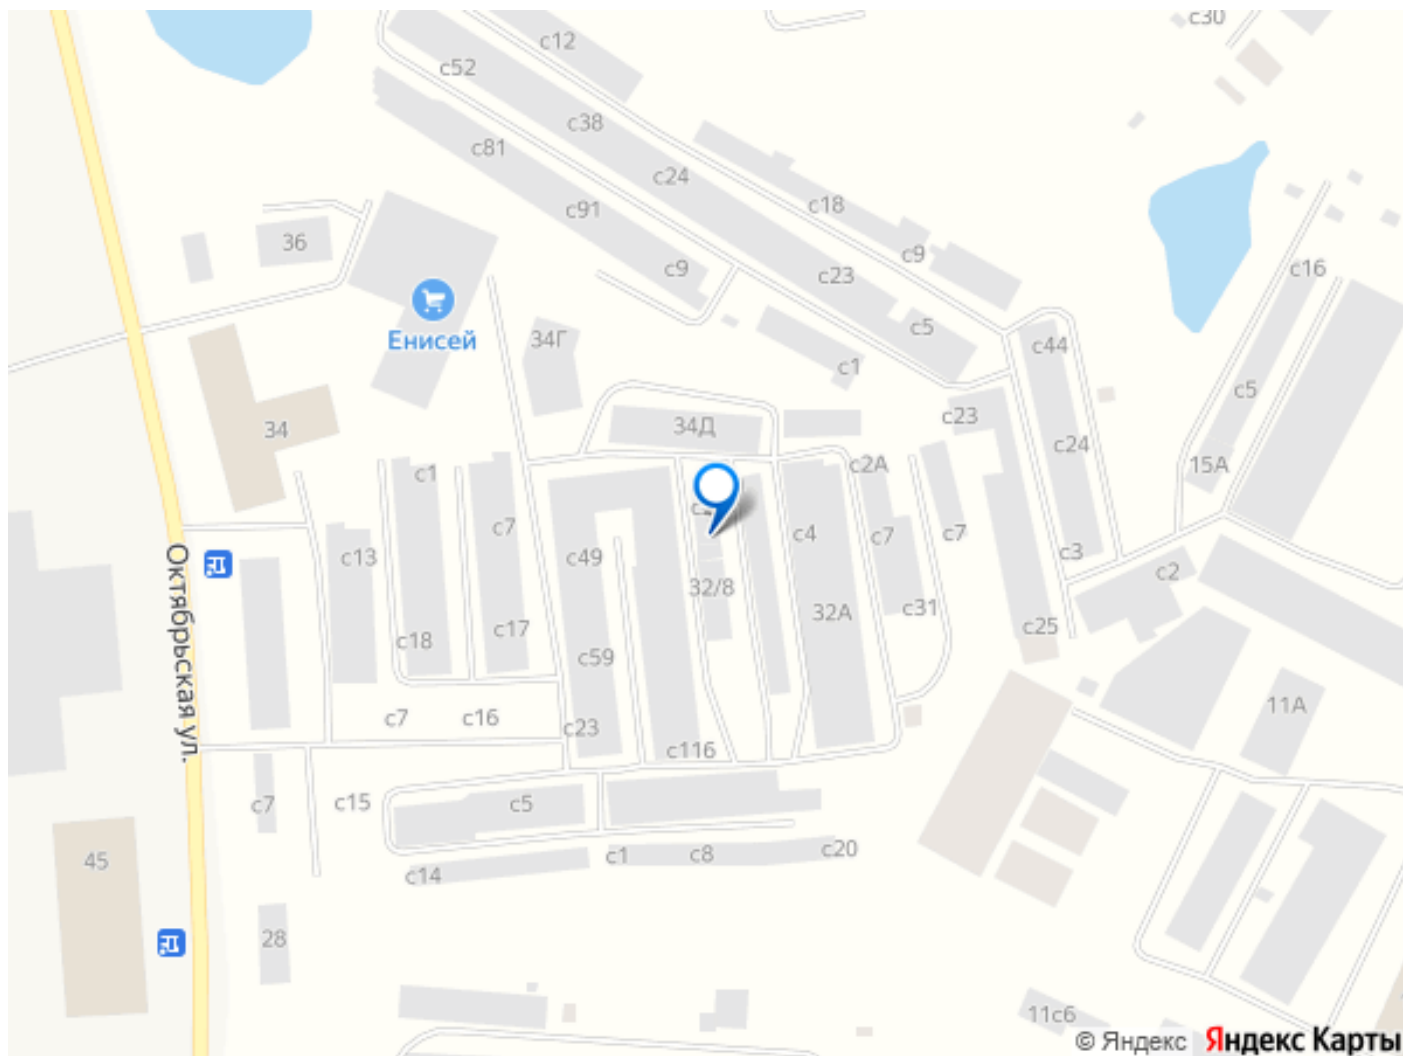 с30
с12
с52
с38
с81
с24
с18
с91
36
с9
с9
с23
с16
Енисей
34Г
с5
с44
с1
с5
34
34Д
с23
с24
с1
с2А
15А
с7
с4
с7
с7
с13
с49
с3
с2
32/8
с31
32А
с18
с17
с25
Октябрьская ул.
с59
с7
с16
с23
11А
с116
с7
с15
с5
45
с14
с1
с8
с20
28
11с6
© Яндекс Яндекс Карты